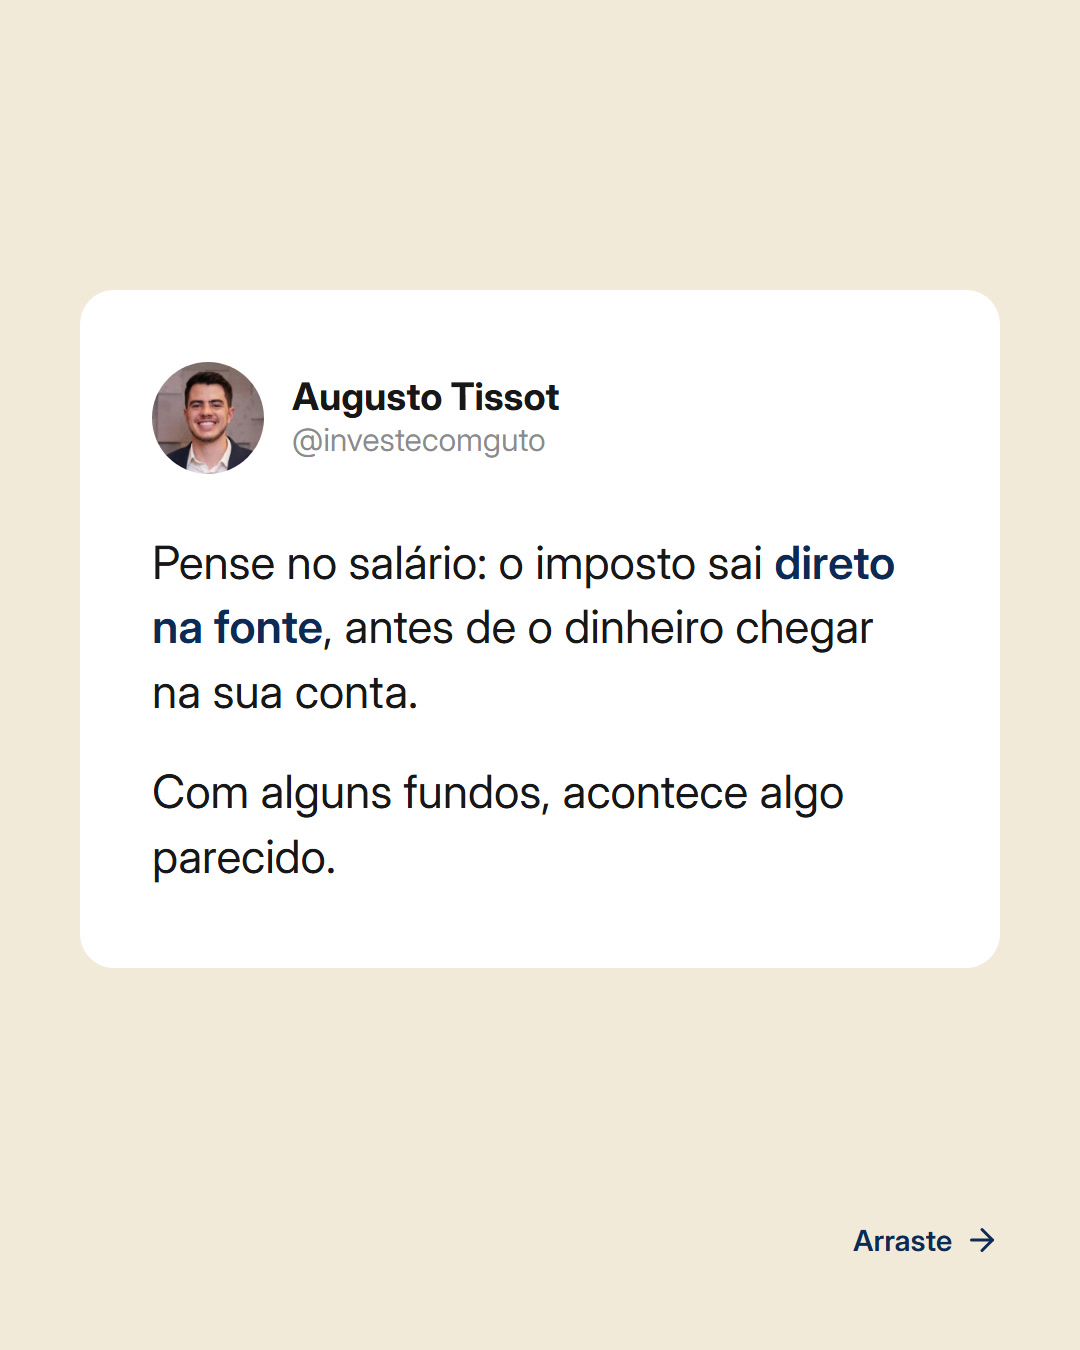 Augusto Tissot
@investecomguto
Pense no salário: o imposto sai direto
na fonte, antes de o dinheiro chegar
na sua conta.
Com alguns fundos, acontece algo
parecido.
Arraste →